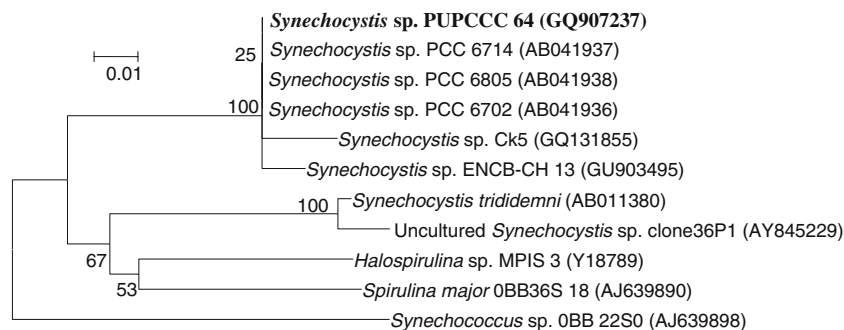 Synechocystis sp. PUPCCC 64 (GQ907237)
25
Synechocystis sp. PCC 6714 (AB041937)
0.01
Synechocystis sp. PCC 6805 (AB041938)
100
Synechocystis sp. PCC 6702 (AB041936)
Synechocystis sp. Ck5 (GQ131855)
Synechocystis sp. ENCB-CH 13 (GU903495)
100
Synechocystis trididemni (AB011380)
Uncultured Synechocystis sp. clone36P1 (AY845229)
67
Halospirulina sp. MPIS 3 (Y18789)
53
Spirulina major 0BB36S 18 (AJ639890)
Synechococcus sp. 0BB 22S0 (AJ639898)